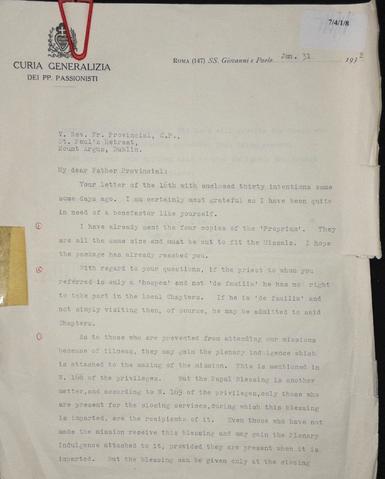 7/4/1/8
CURIA GENERALIZIA
DEI PP. PASSIONISTI
ROMA (147) SS. Giovanni e Paolo Jan. 31 193
V. Rev. Fr. Provincial, C.P.,
St. Paul's Retreat,
Mount Argus, Dublin.
My dear Father Provincial:
Your letter of the 16th with enclosed thirty intentions came
some days ago. I am certainly most grateful as I have been quite
in need of a benefactor like yourself.
I have already sent the four copies of the 'Proprium'. They
are all the same size and must be cut to fit the Missals. I hope
the package has already reached you.
With regard to your questions, if the priest to whom you
referred is only a 'hospes' and not 'de familia' he has no right
to take part in the local Chapters. If he is 'de familia' and
not simply visiting then, of course, he may be admitted to said
Chapters.
As to those who are prevented from attending our missions
because of illness, they may gain the plenary indulgence which
is attached to the making of the mission. This is mentioned in
N. 166 of the privileges. But the Papal Blessing is another
matter, and according to N. 165 of the privileges, only those who
are present for the closing services, during which this blessing
is imparted, are the recipients of it. Even those who have not
made the mission receive this blessing and may gain the Plenary
Indulgence attached to it, provided they are present when it is
imparted. But the blessing can be given only at the closing